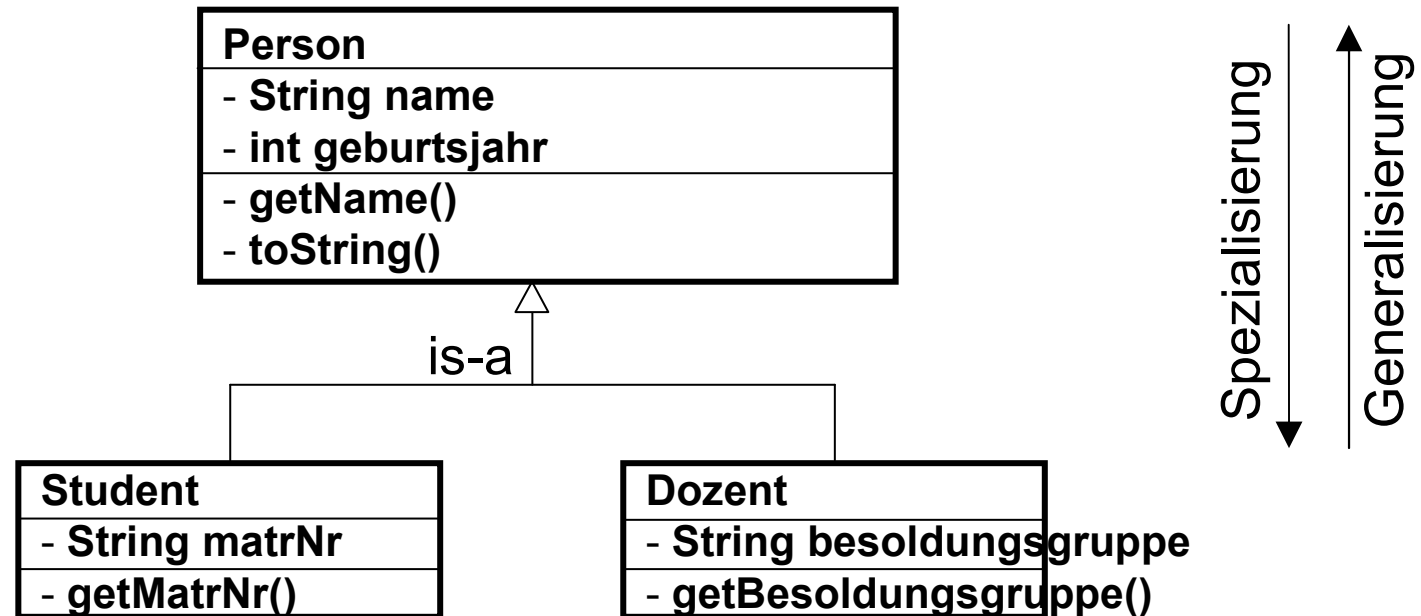 Person
- String name
- int geburtsjahr
- getName()
- toString()
is-a
Student
- String matrNr
- getMatrNr()
Dozent
- String besoldungsgruppe
- getBesoldungsgruppe()
Spezialisierung
Generalisierung